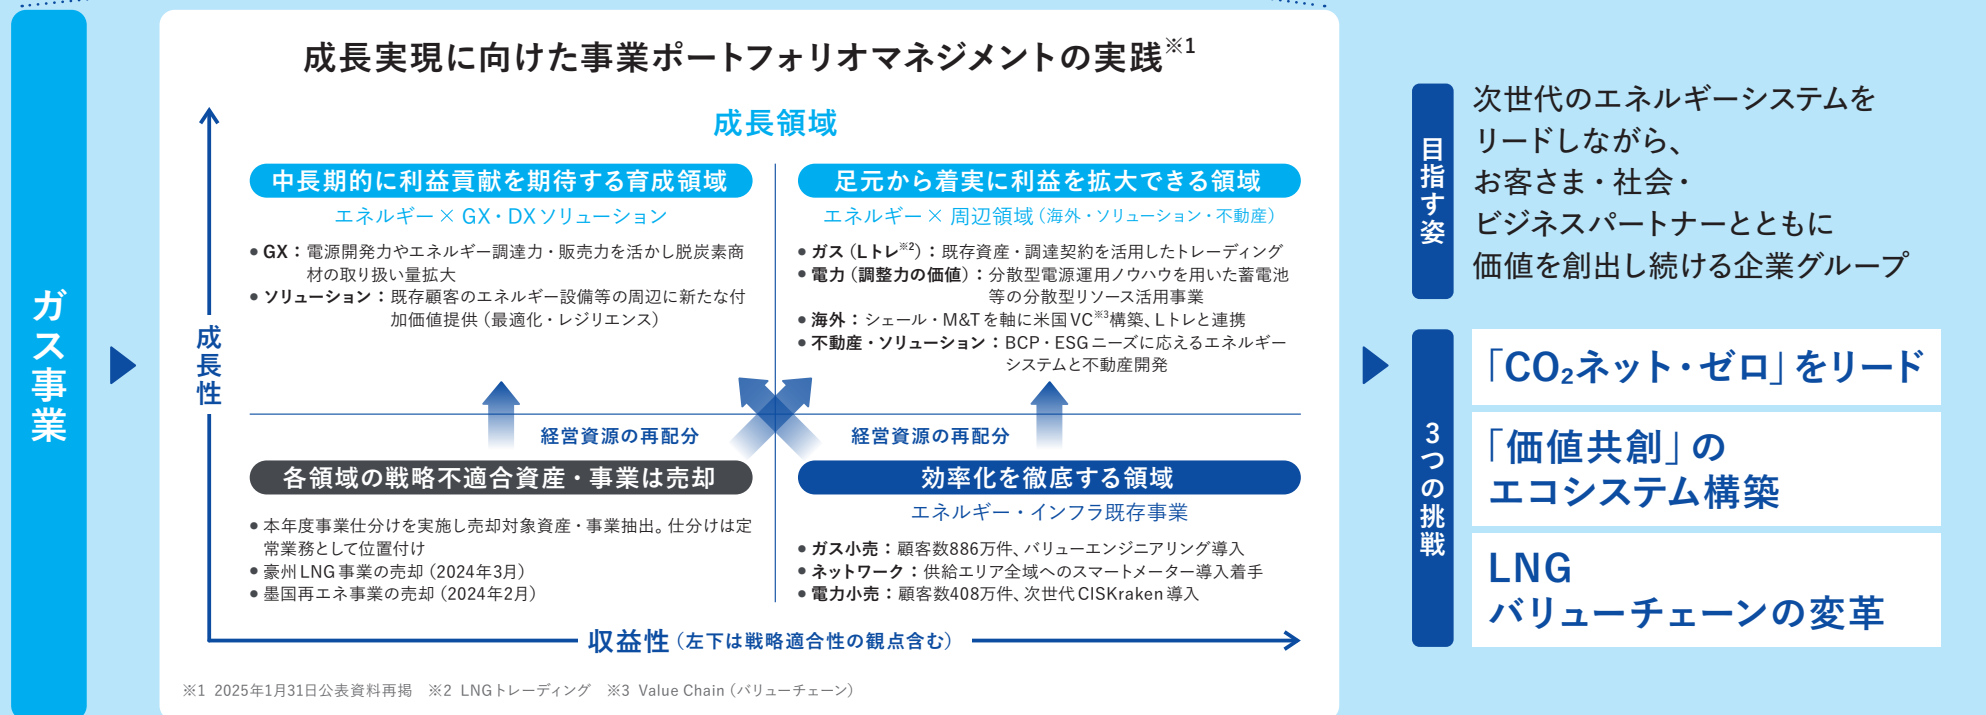 ガス事業
成長実現に向けた事業ポートフォリオマネジメントの実践※1
成長領域
成長性
中長期的に利益貢献を期待する育成領域
エネルギー × GX・DXソリューション
● GX：電源開発力やエネルギー調達力・販売力を活かし脱炭素商
材の取り扱い量拡大
● ソリューション：既存顧客のエネルギー設備等の周辺に新たな付
加価値提供（最適化・レジリエンス）
足元から着実に利益を拡大できる領域
エネルギー × 周辺領域（海外・ソリューション・不動産）
● ガス（Lトレ※2）：既存資産・調達契約を活用したトレーディング
● 電力（調整力の価値）：分散型電源運用ノウハウを用いた蓄電池
等の分散型リソース活用事業
● 海外：シェール・M&Tを軸に米国VC※3構築、Lトレと連携
● 不動産・ソリューション：BCP・ESGニーズに応えるエネルギー
システムと不動産開発
経営資源の再配分
経営資源の再配分
各領域の戦略不適合資産・事業は売却
● 本年度事業仕分けを実施し売却対象資産・事業抽出。仕分けは定
常業務として位置付け
● 豪州LNG事業の売却（2024年3月）
● 墨国再エネ事業の売却（2024年2月）
効率化を徹底する領域
エネルギー・インフラ既存事業
● ガス小売：顧客数886万件、バリューエンジニアリング導入
● ネットワーク：供給エリア全域へのスマートメーター導入着手
● 電力小売：顧客数408万件、次世代CISKraken導入
収益性（左下は戦略適合性の観点含む）
※1 2025年1月31日公表資料再掲　※2 LNGトレーディング　※3 Value Chain（バリューチェーン）
目指す姿
次世代のエネルギーシステムを
リードしながら、
お客さま・社会・
ビジネスパートナーとともに
価値を創出し続ける企業グループ
3つの挑戦
「CO₂ネット・ゼロ」をリード
「価値共創」の
エコシステム構築
LNG
バリューチェーンの変革